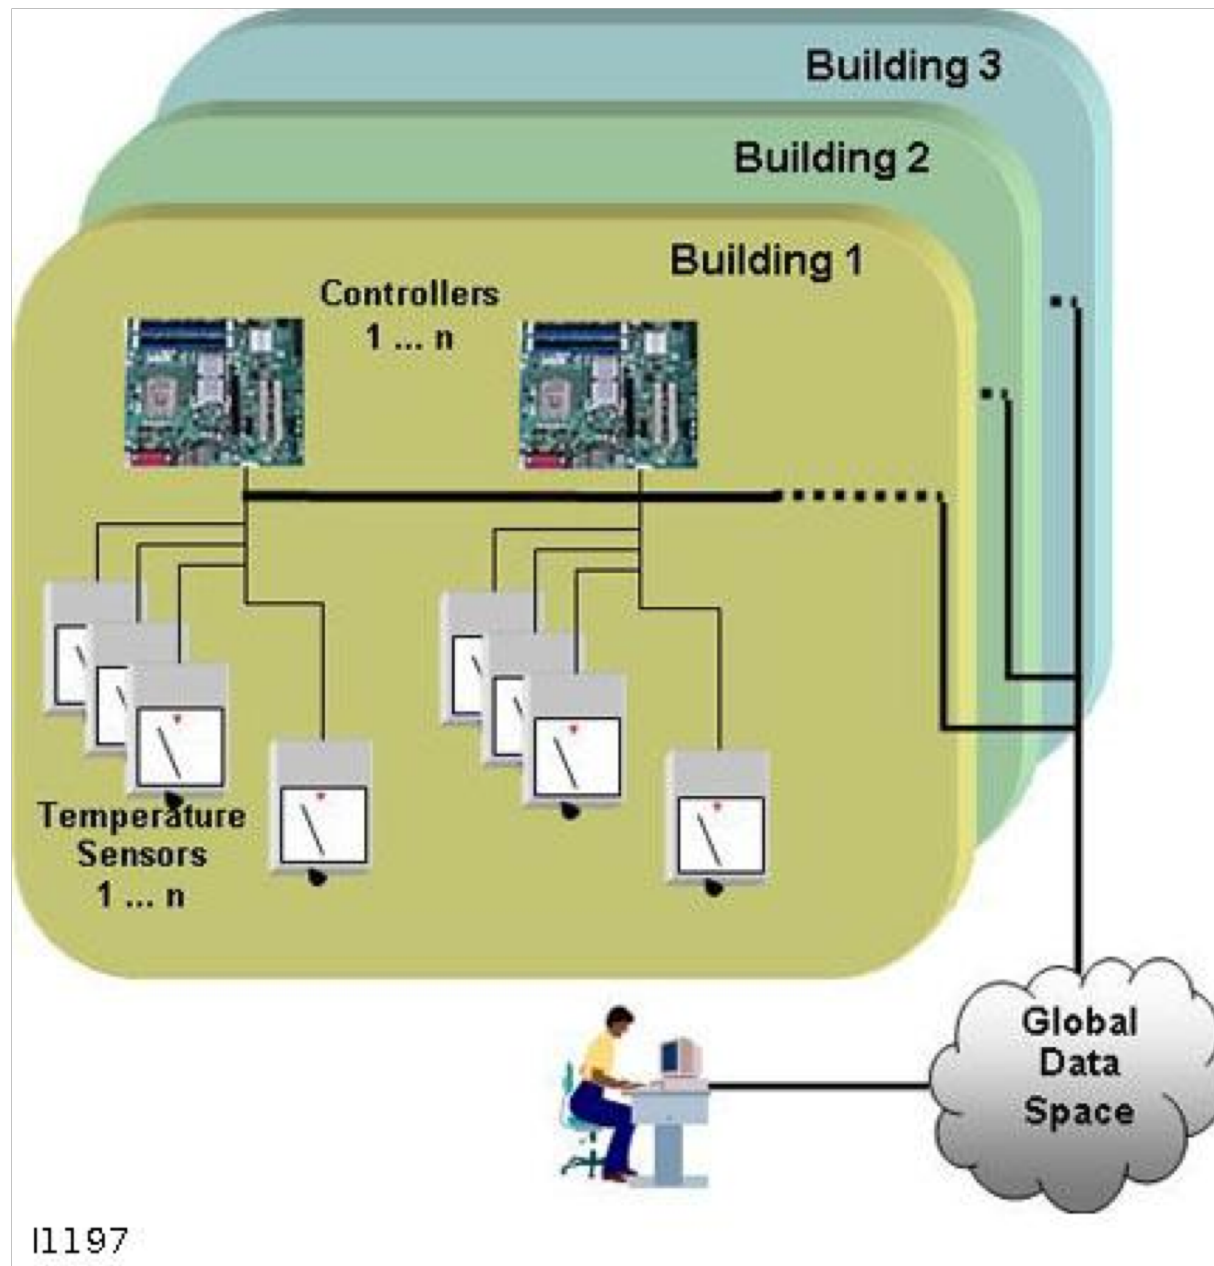 Building 3
Building 2
Building 1
Controllers
1 ... n
Temperature
Sensors
1 ... n
Global
Data
Space
I1197